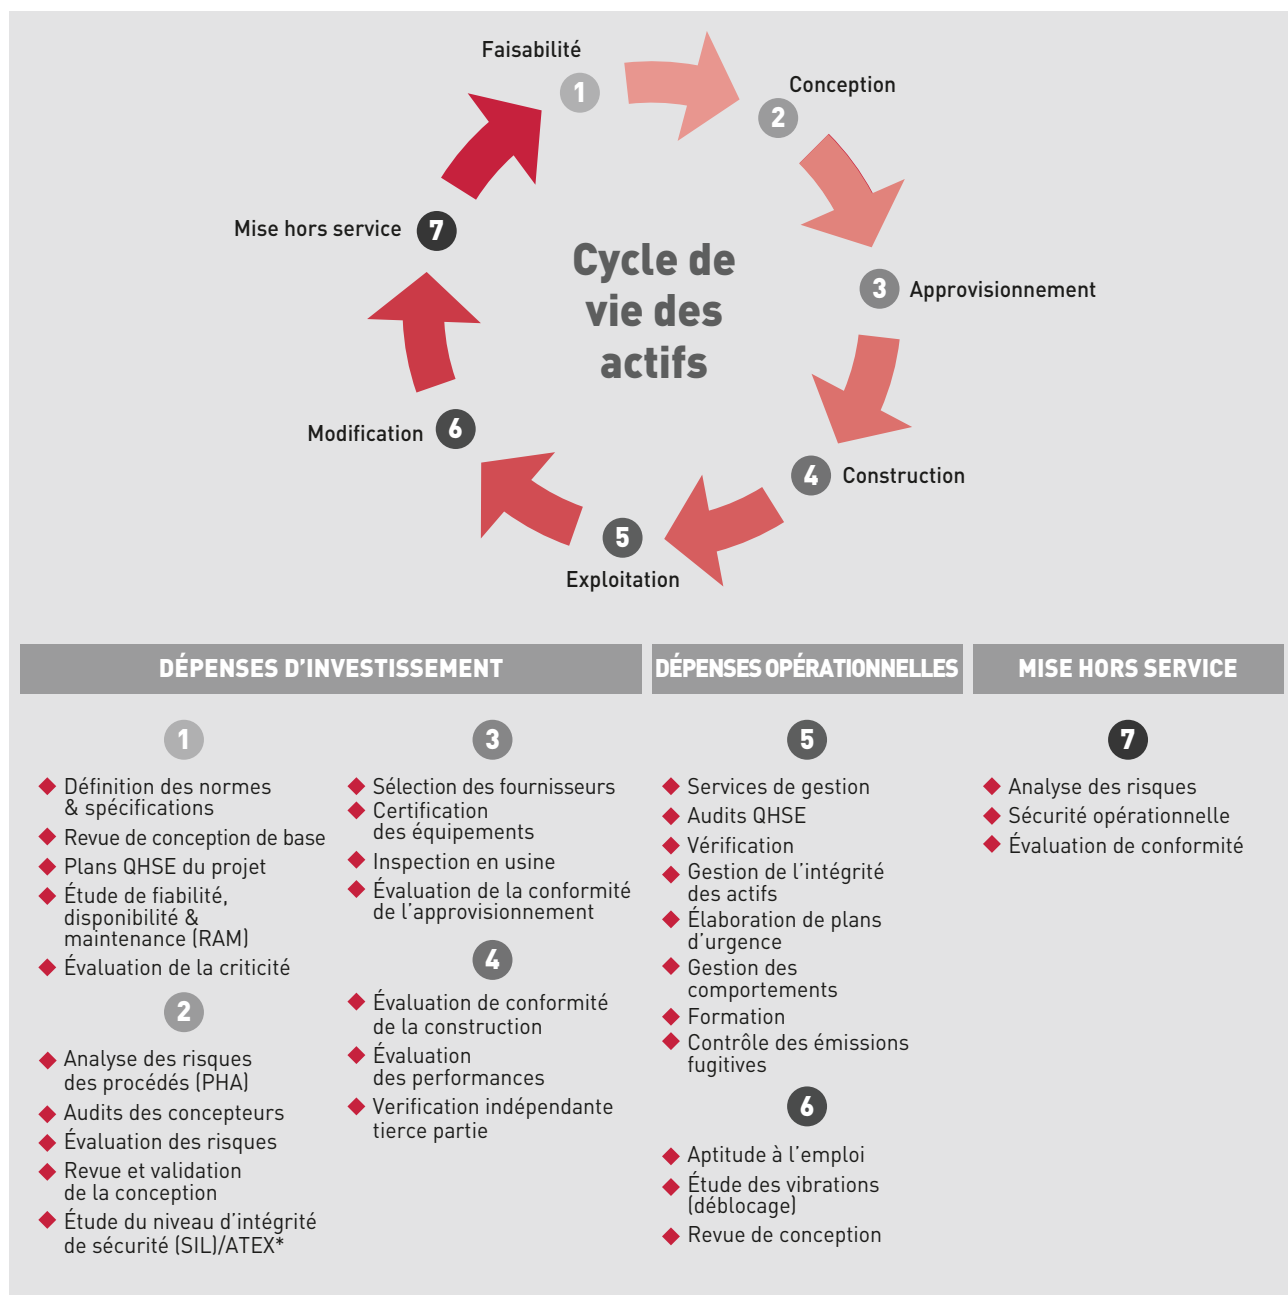 Faisabilité
1
Conception
2
Mise hors service
7
Cycle de
vie des
actifs
3
Approvisionnement
Modification
6
4
Construction
5
Exploitation
DÉPENSES D'INVESTISSEMENT
DÉPENSES OPÉRATIONNELLES
MISE HORS SERVICE
1
Définition des normes
& spécifications
Revue de conception de base
Plans QHSE du projet
Étude de fiabilité,
disponibilité &
maintenance (RAM)
Évaluation de la criticité
2
Analyse des risques
des procédés (PHA)
Audits des concepteurs
Évaluation des risques
Revue et validation
de la conception
Étude du niveau d'intégrité
de sécurité (SIL)/ATEX*
3
Sélection des fournisseurs
Certification
des équipements
Inspection en usine
Évaluation de la conformité
de l'approvisionnement
4
Évaluation de conformité
de la construction
Évaluation
des performances
Verification indépendante
tierce partie
5
Services de gestion
Audits QHSE
Vérification
Gestion de l'intégrité
des actifs
Élaboration de plans
d'urgence
Gestion des
comportements
Formation
Contrôle des émissions
fugitives
6
Aptitude à l'emploi
Étude des vibrations
(déblocage)
Revue de conception
7
Analyse des risques
Sécurité opérationnelle
Évaluation de conformité